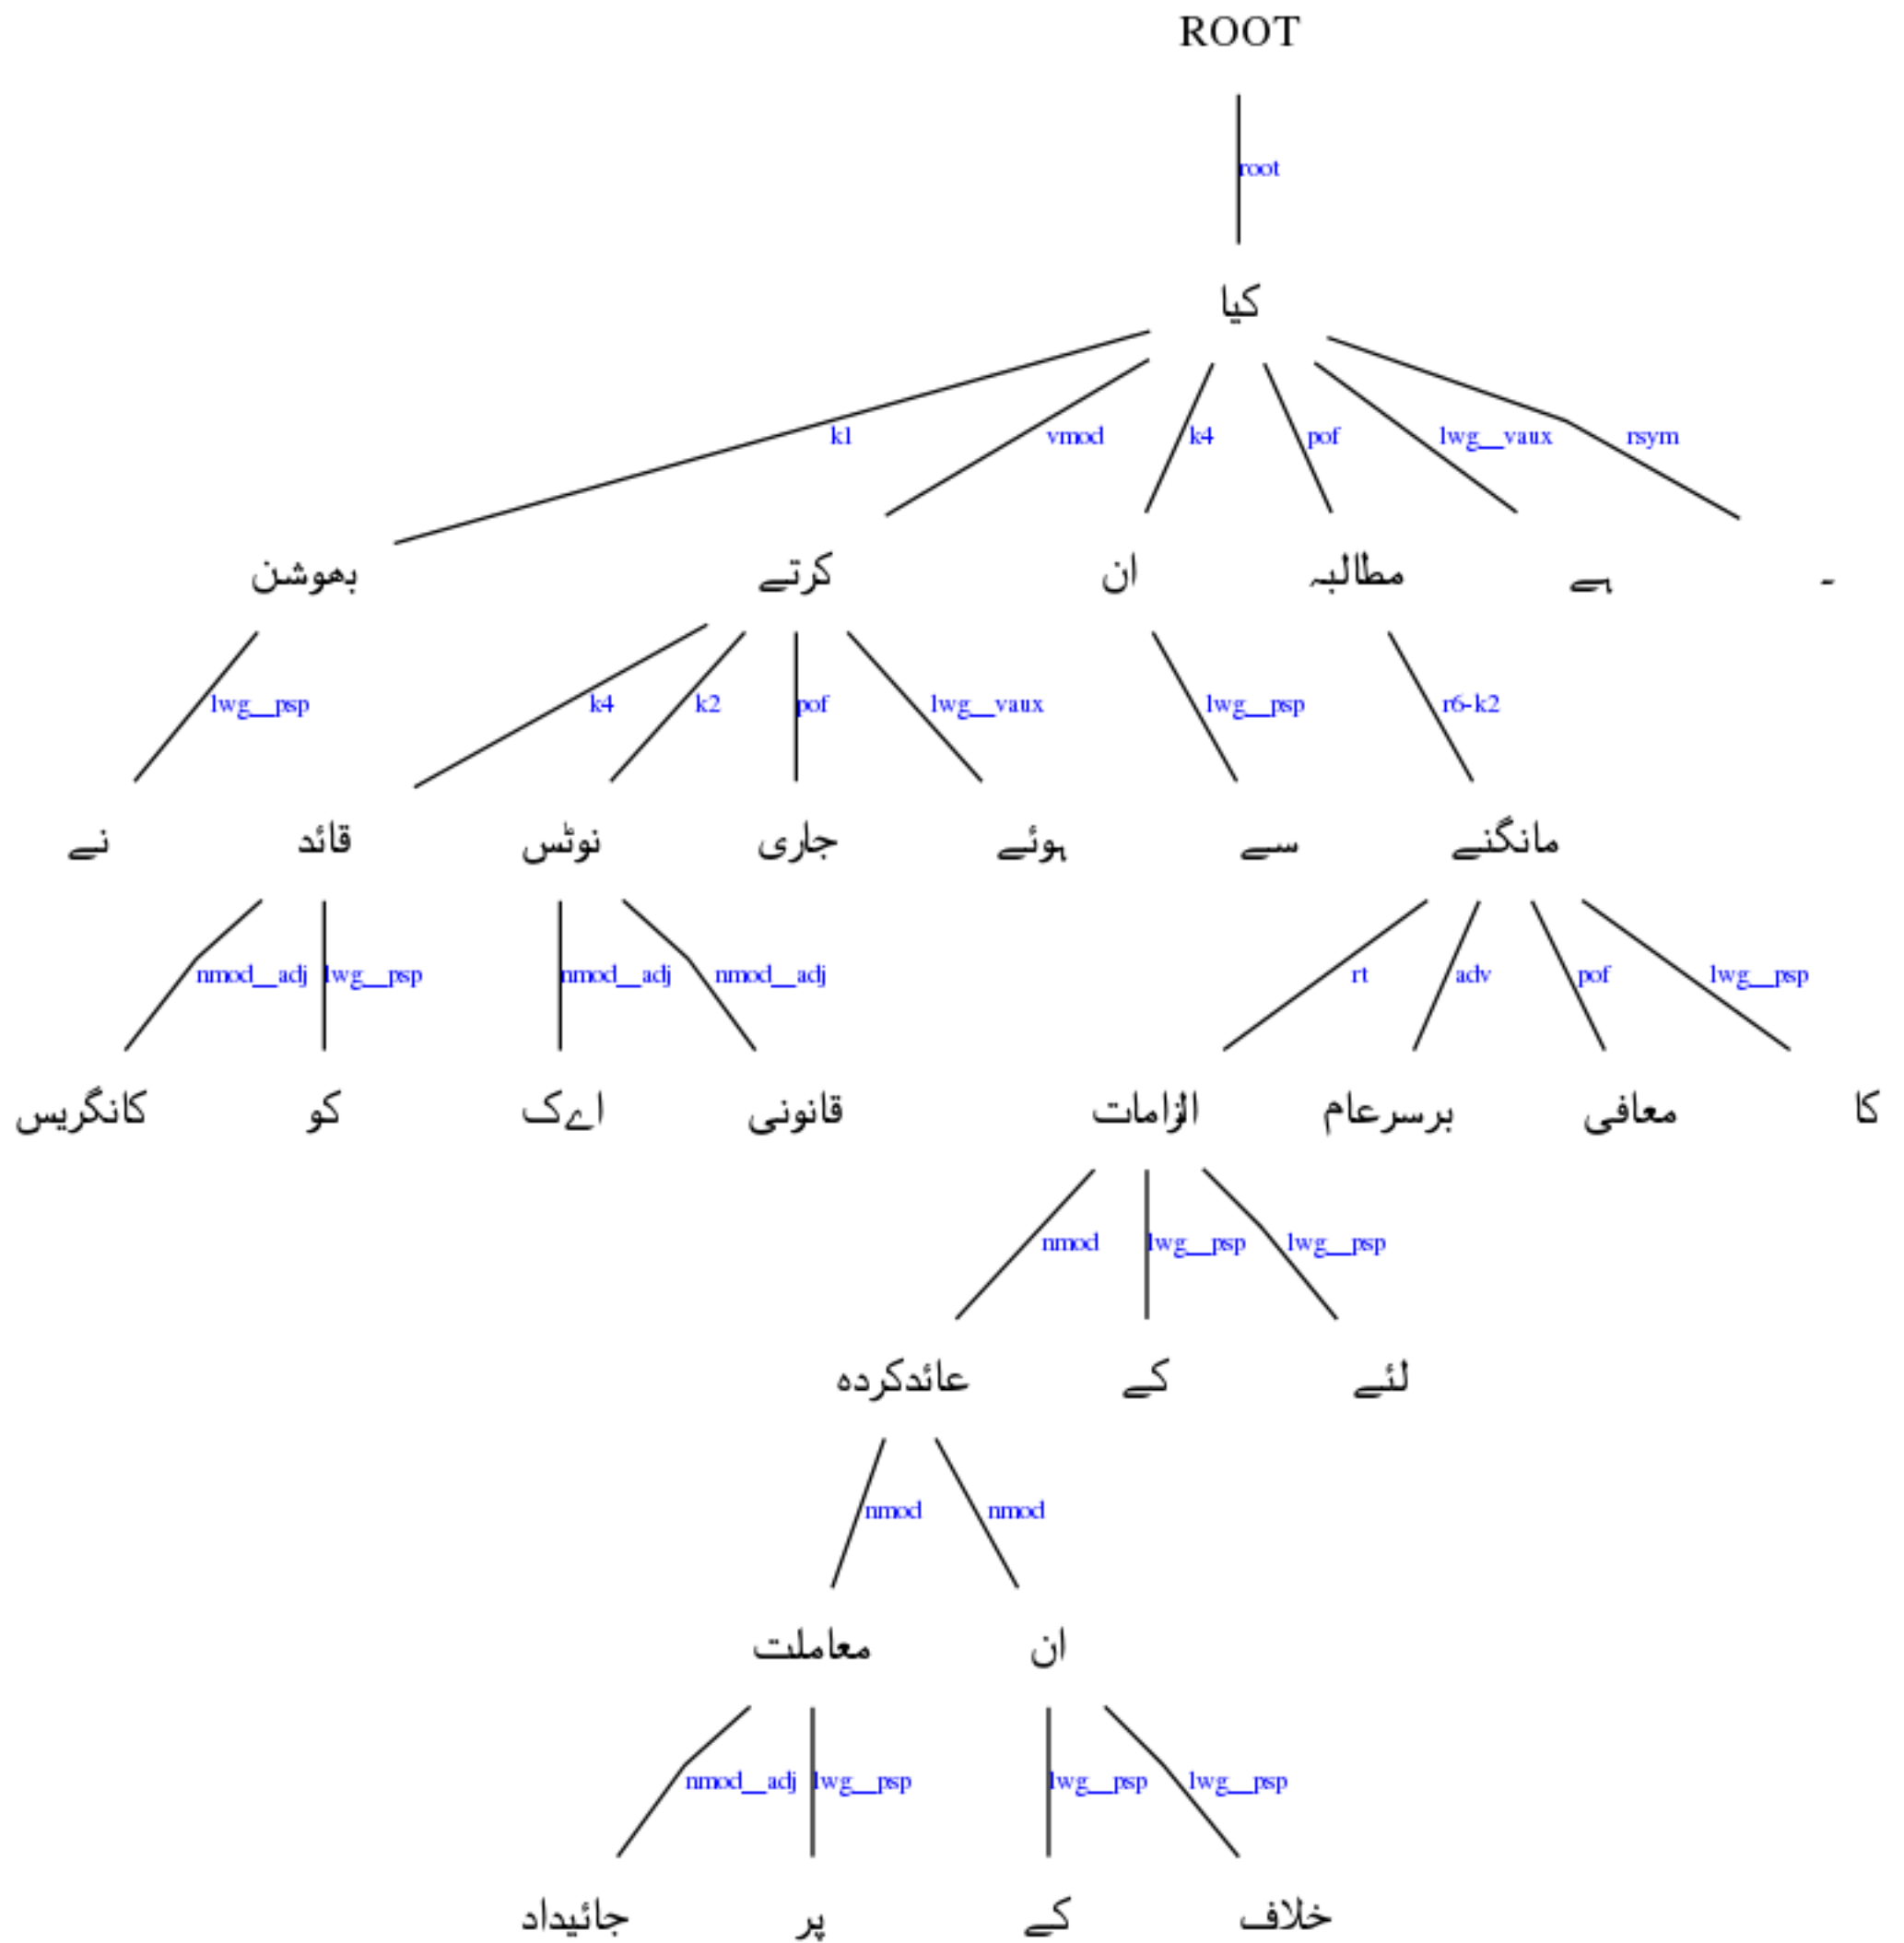 ROOT
root
کیا
k1 vmod k4 pof lwg__vaux rsym
بھوشن کرتے ان مطالبہ ہے ۔
lwg__psp k4 k2 pof lwg__vaux lwg__psp r6-k2
نے قائد نوٹس جاری ہوئے سے مانگنے
nmod__adj lwg__psp nmod__adj nmod__adj rt adv pof lwg__psp
کانگریس کو اےک قانونی الزامات برسرعام معافی کا
nmod lwg__psp lwg__psp
عائدکردہ کے لئے
nmod nmod
معاملت ان
nmod__adj lwg__psp lwg__psp lwg__psp
جائیداد پر کے خلاف